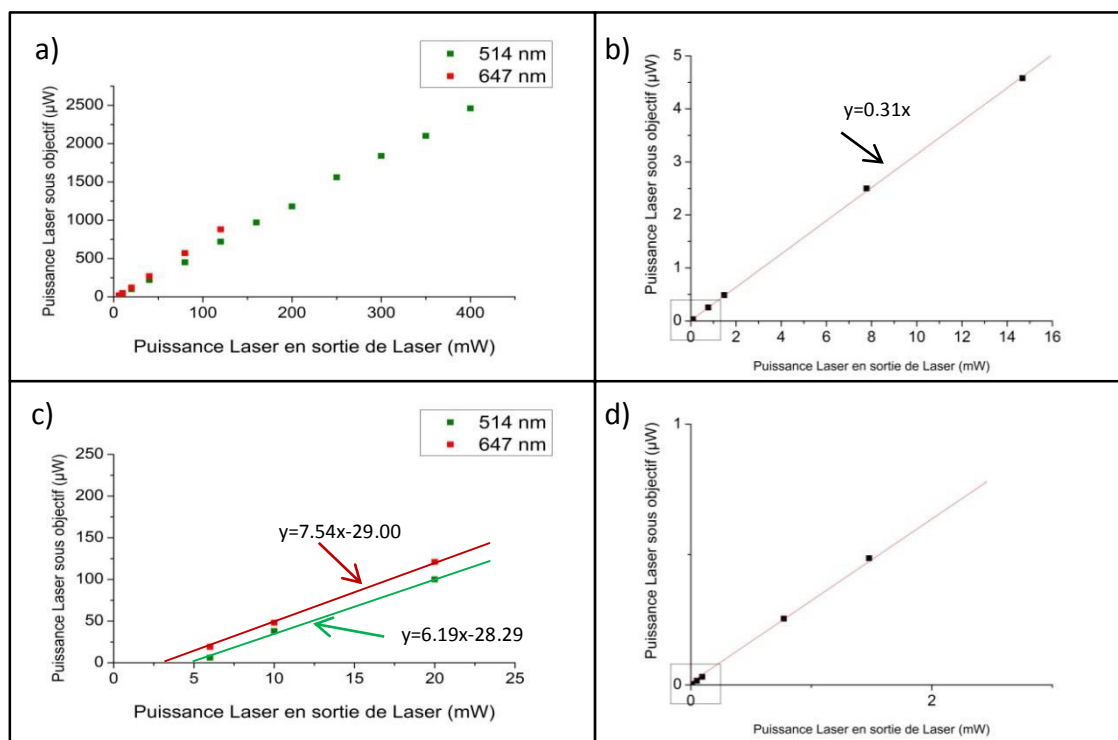 a)
514 nm
647 nm
Puissance Laser sous objectif (µW)
2500
2000
1500
1000
500
0
100
200
300
400
Puissance Laser en sortie de Laser (mW)
b)
Puissance Laser sous objectif (µW)
5
4
3
2
1
0
y=0.31x
0
2
4
6
8
10
12
14
16
Puissance Laser en sortie de Laser (mW)
c)
514 nm
647 nm
Puissance Laser sous objectif (µW)
250
200
150
100
50
0
y=7.54x-29.00
y=6.19x-28.29
0
5
10
15
20
25
Puissance Laser en sortie de Laser (mW)
d)
Puissance Laser sous objectif (µW)
1
0
0
2
Puissance Laser en sortie de Laser (mW)